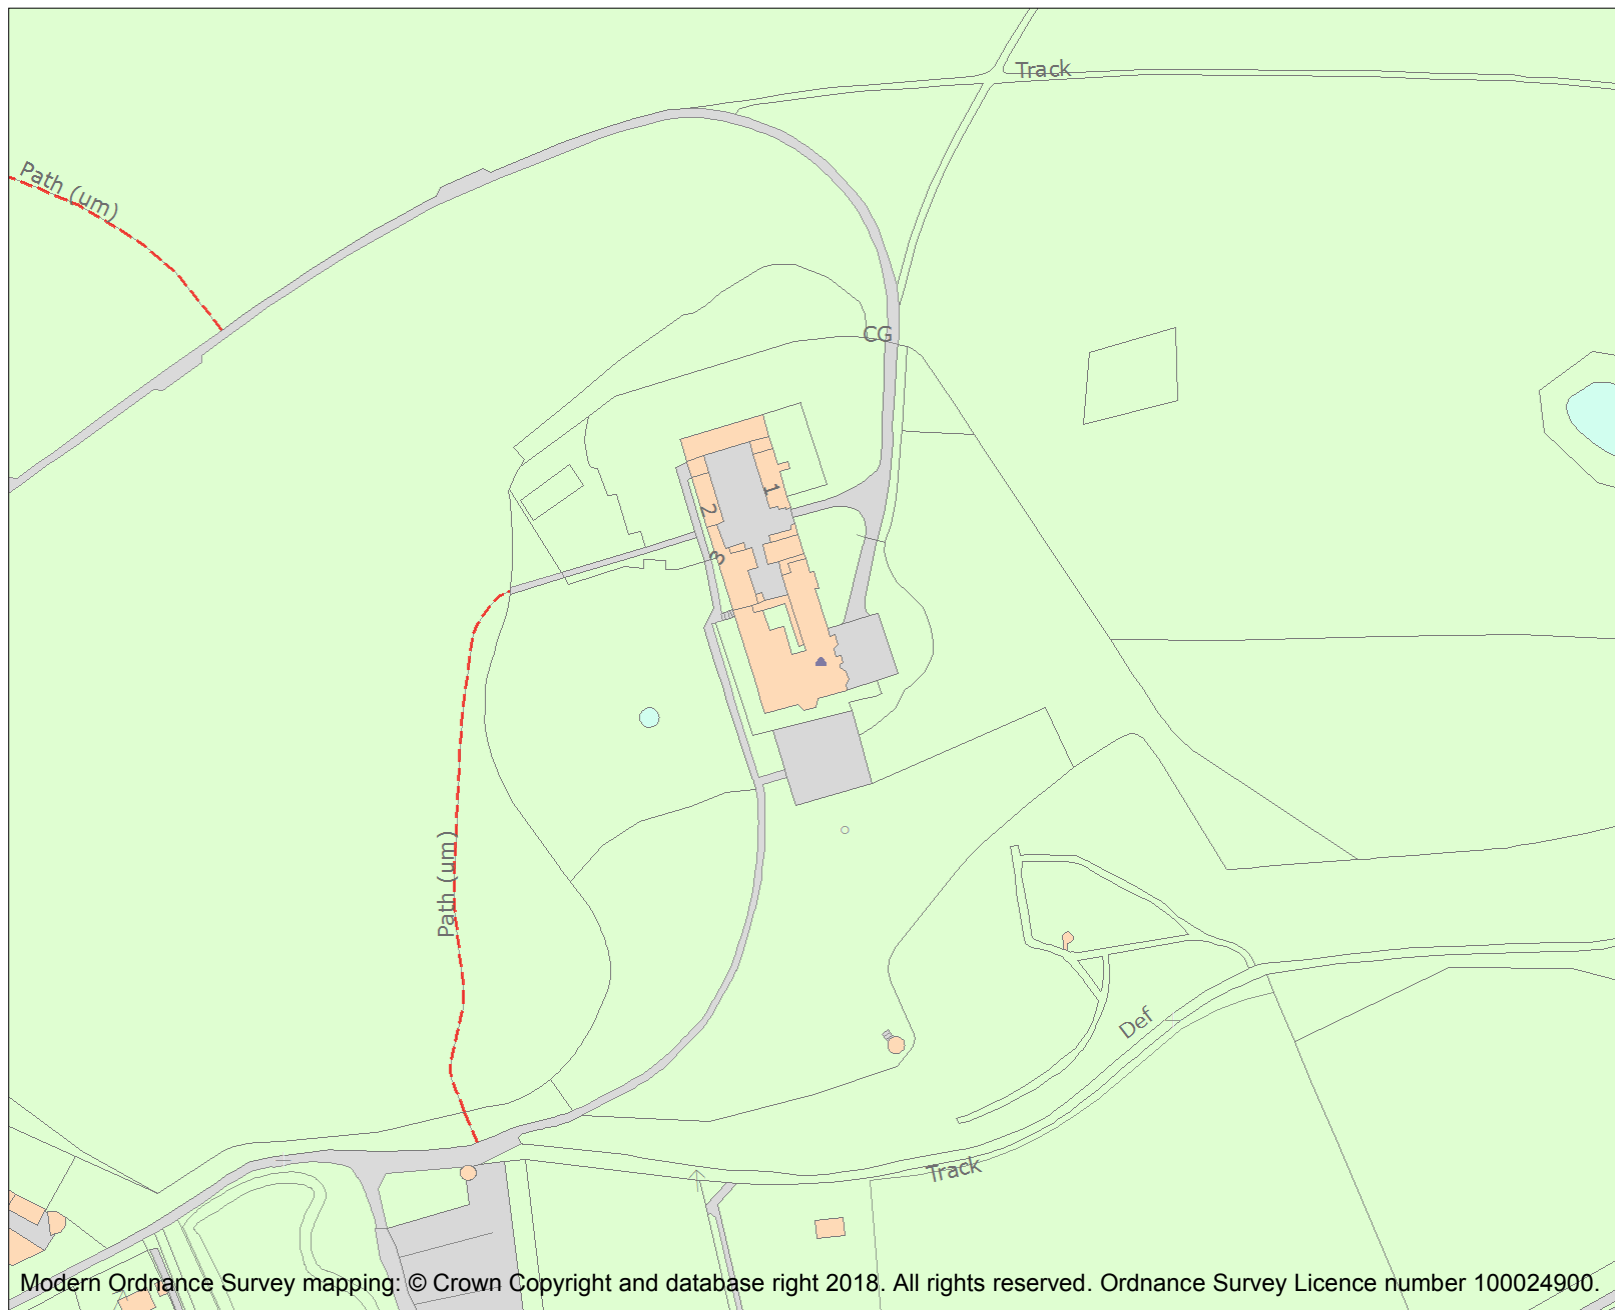 Track
Path (um)
CG
1
2
3
Path (um)
Def
Track
Modern Ordnance Survey mapping: © Crown Copyright and database right 2018. All rights reserved. Ordnance Survey Licence number 100024900.